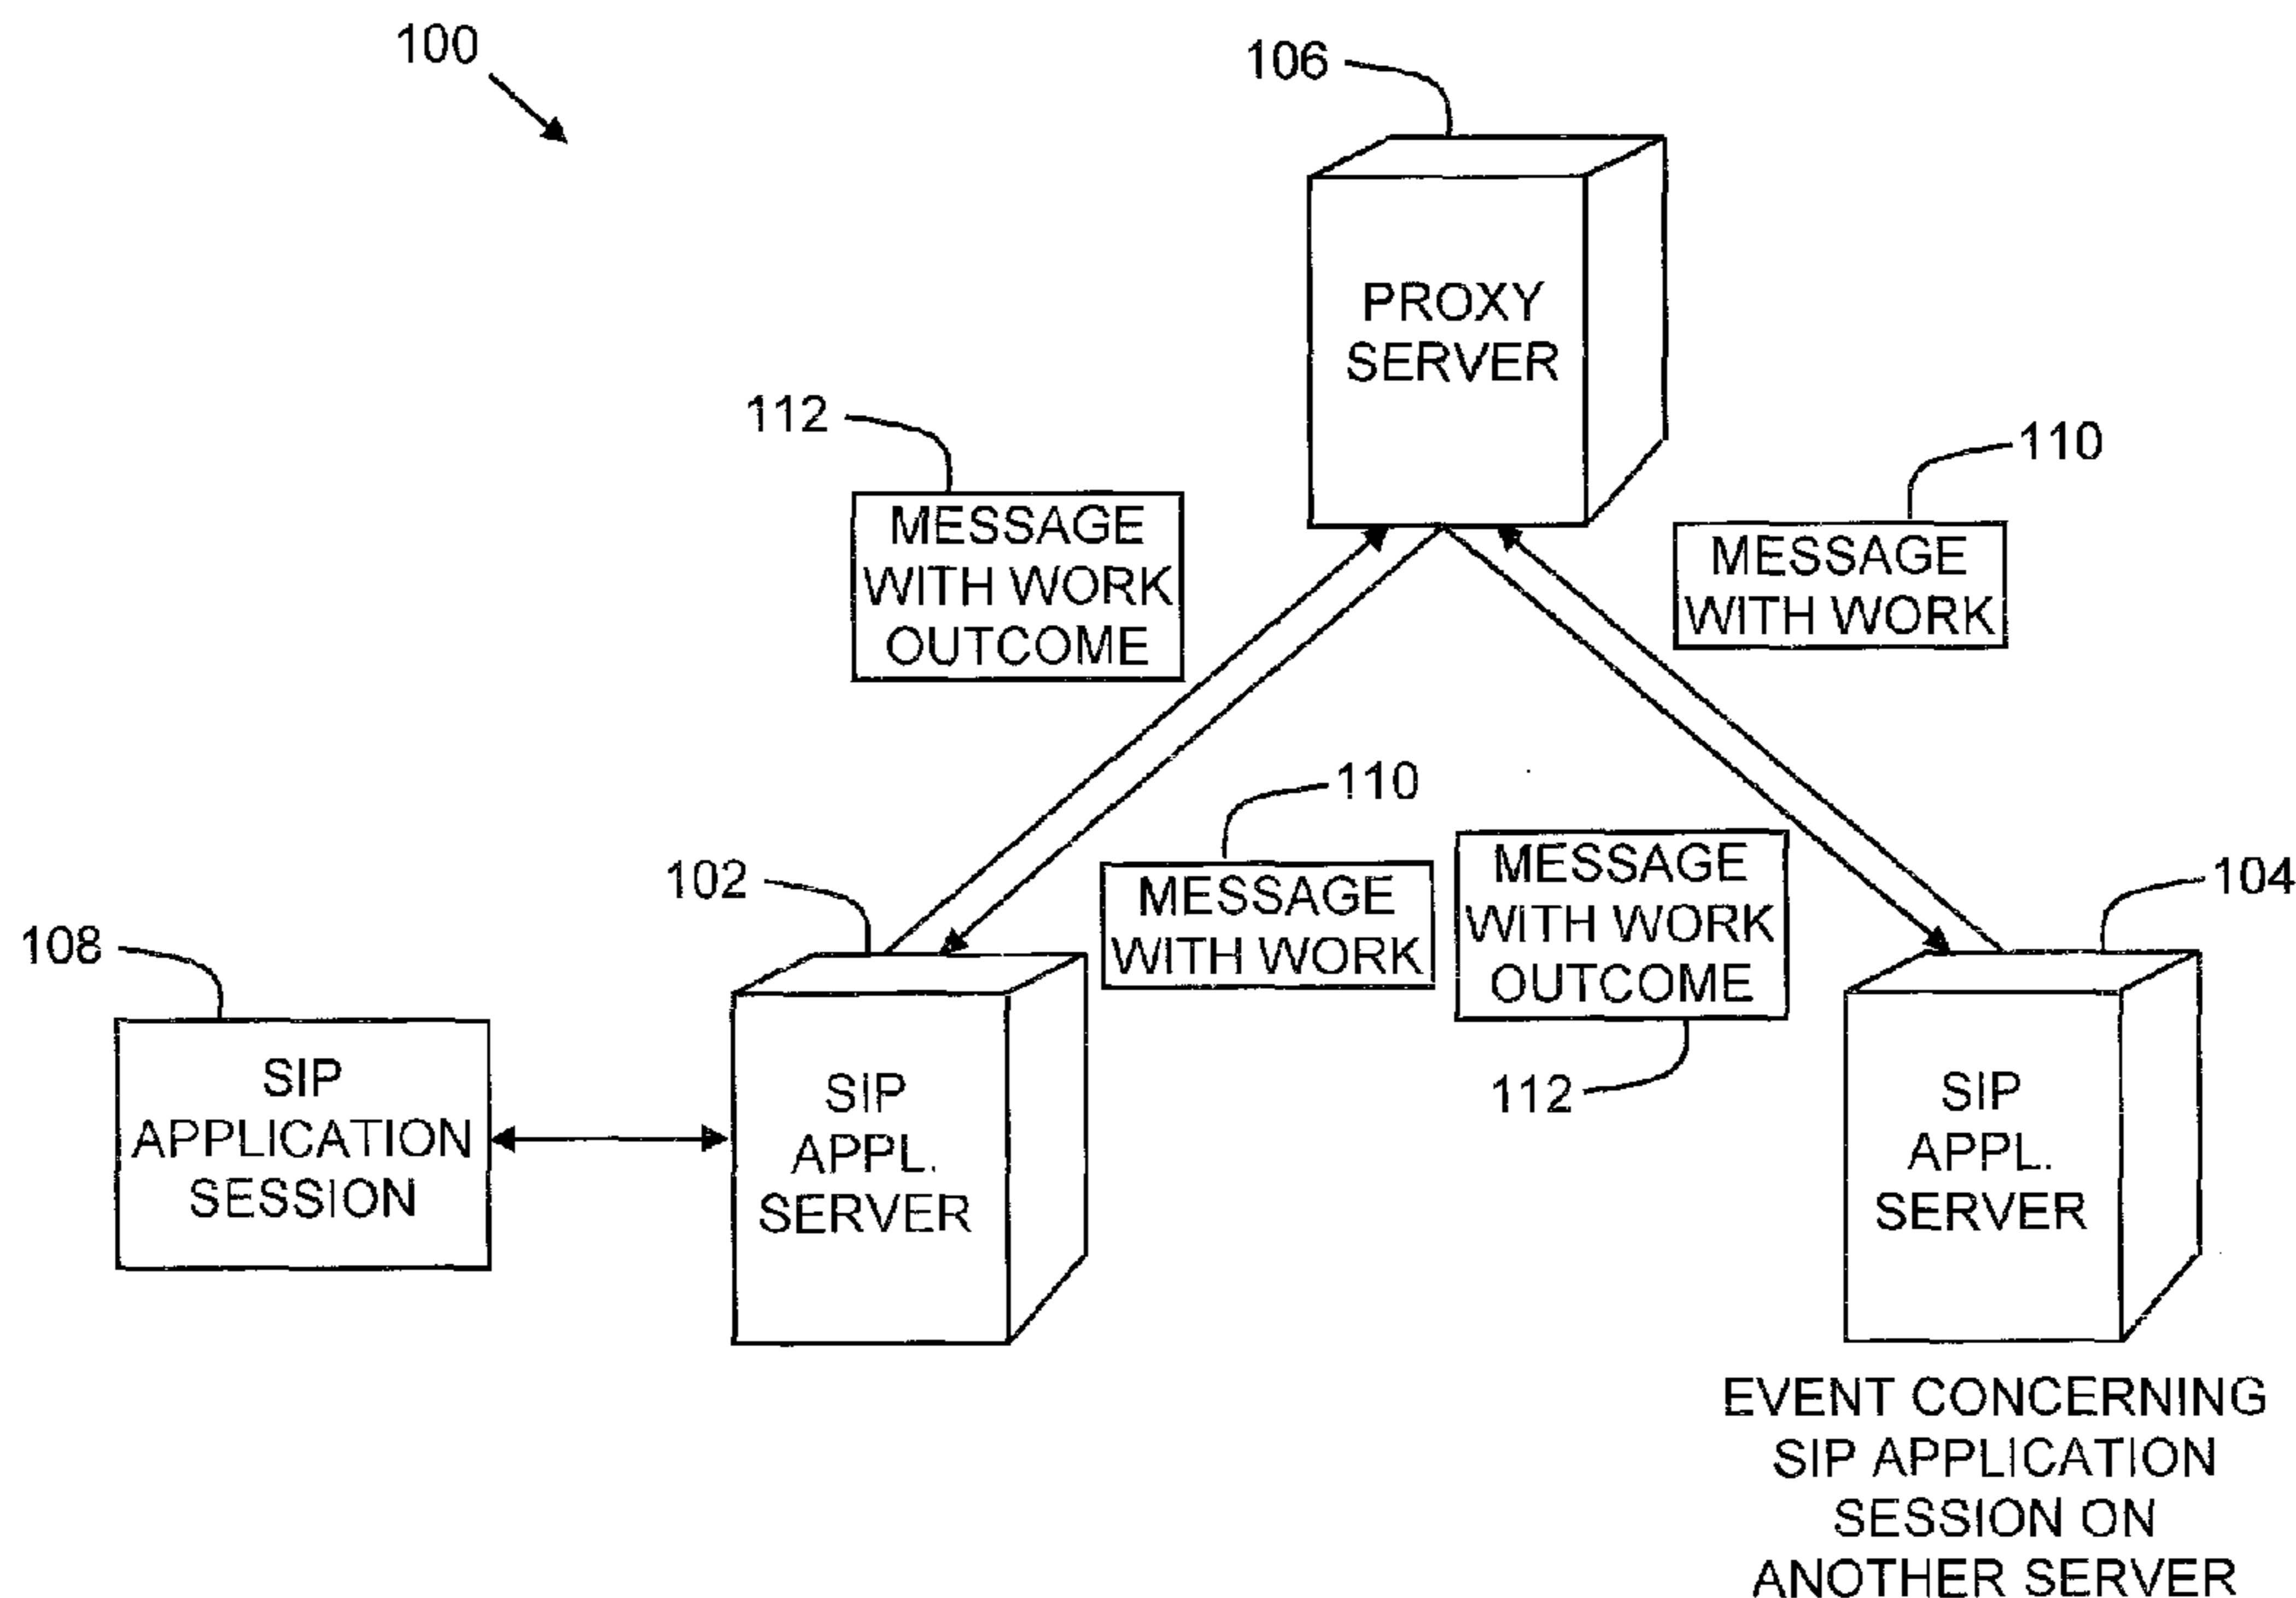 100
106
PROXY
SERVER
112
MESSAGE
WITH WORK
OUTCOME
110
MESSAGE
WITH WORK
110
MESSAGE
WITH WORK
MESSAGE
WITH WORK
OUTCOME
112
102
104
108
SIP
APPLICATION
SESSION
SIP
APPL.
SERVER
SIP
APPL.
SERVER
EVENT CONCERNING
SIP APPLICATION
SESSION ON
ANOTHER SERVER